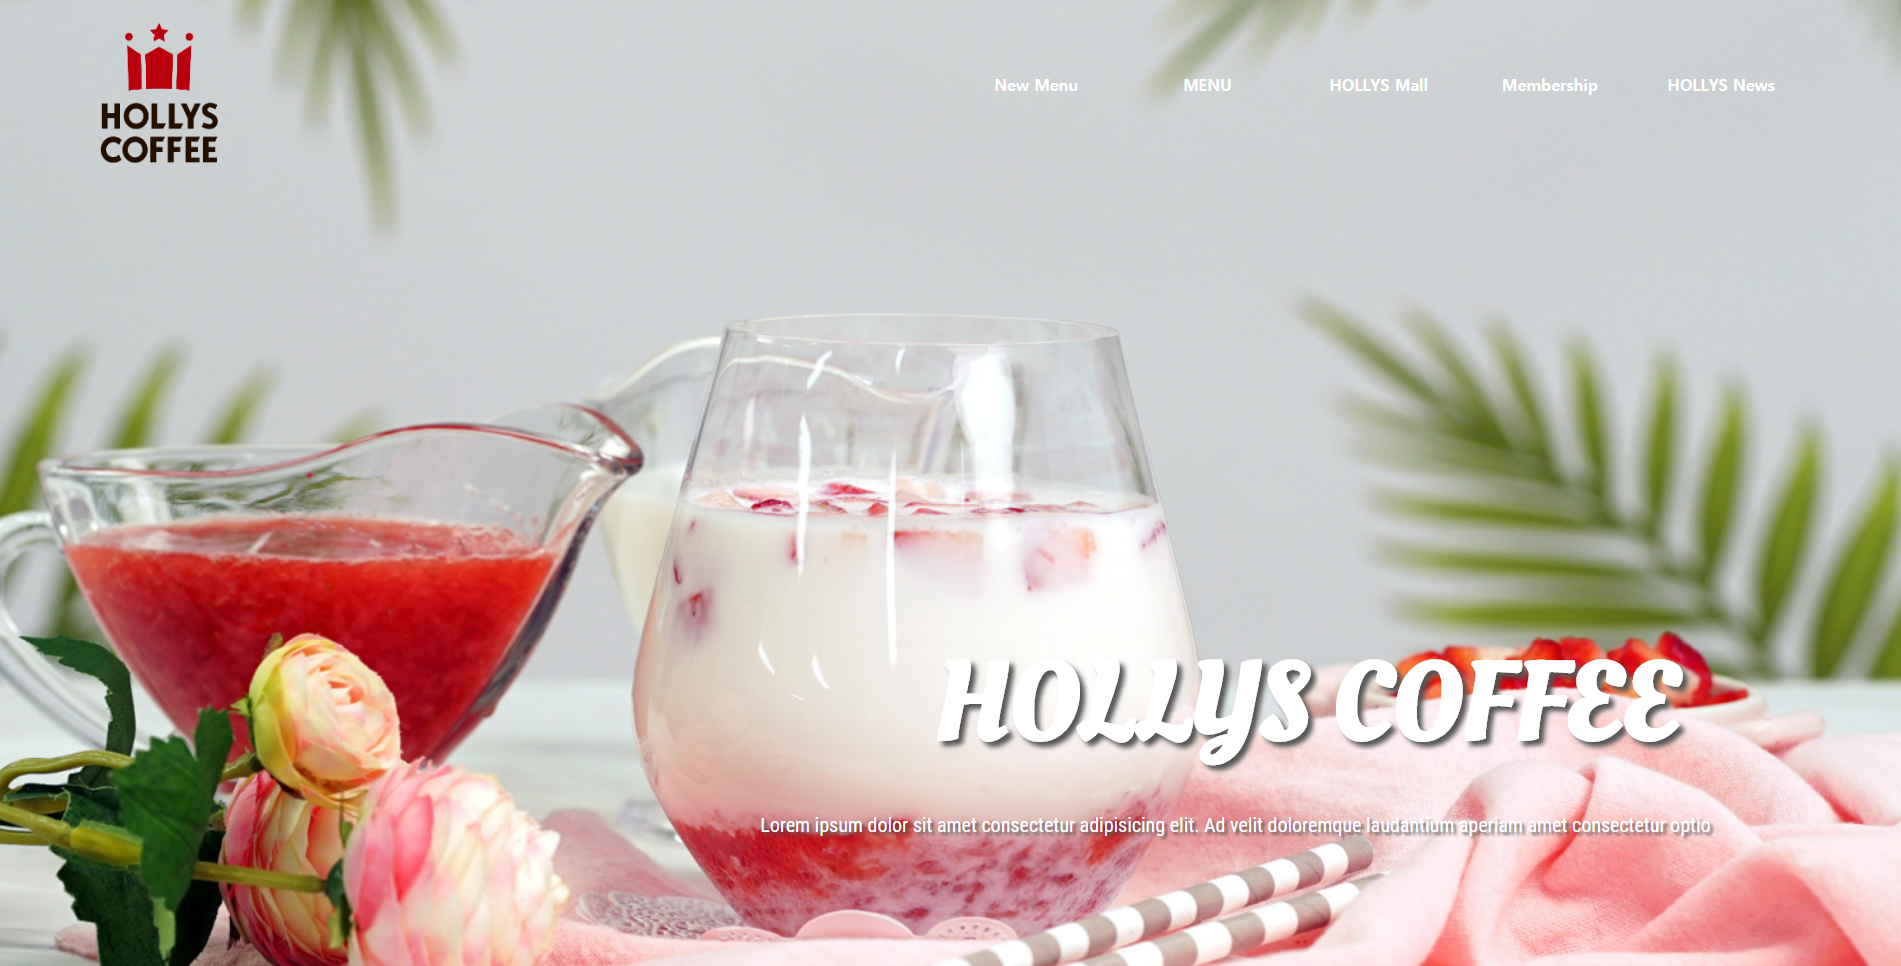 HOLLYS
COFFEE
New Menu MENU HOLLYS Mall Membership HOLLYS News
HOLLYS COFFEE
Lorem ipsum dolor sit amet consectetur adipisicing elit. Ad velit doloremque laudantium aperiam amet consectetur optio